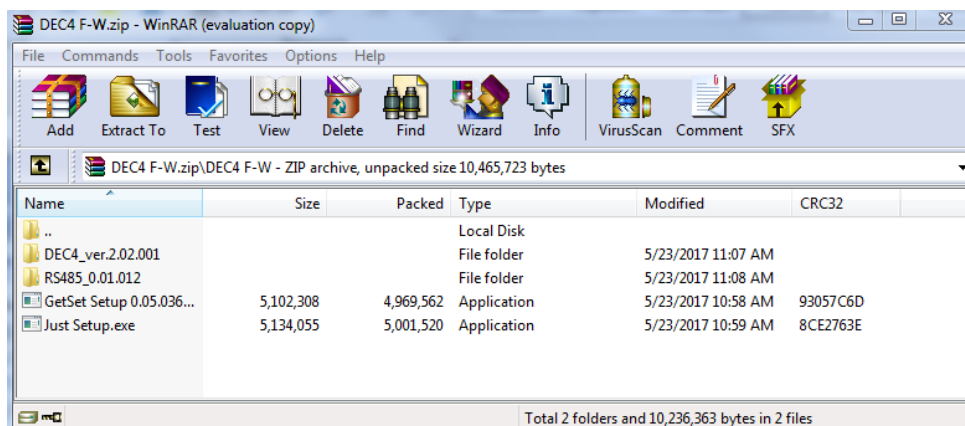 DEC4 F-W.zip - WinRAR (evaluation copy)
File Commands Tools Favorites Options Help
Add Extract To Test View Delete Find Wizard Info VirusScan Comment SFX
DEC4 F-W.zip\DEC4 F-W - ZIP archive, unpacked size 10,465,723 bytes
Name Size Packed Type Modified CRC32
.. Local Disk
DEC4_ver.2.02.001 File folder 5/23/2017 11:07 AM
RS485_0.01.012 File folder 5/23/2017 11:08 AM
GetSet Setup 0.05.036... 5,102,308 4,969,562 Application 5/23/2017 10:58 AM 93057C6D
Just Setup.exe 5,134,055 5,001,520 Application 5/23/2017 10:59 AM 8CE2763E
Total 2 folders and 10,236,363 bytes in 2 files